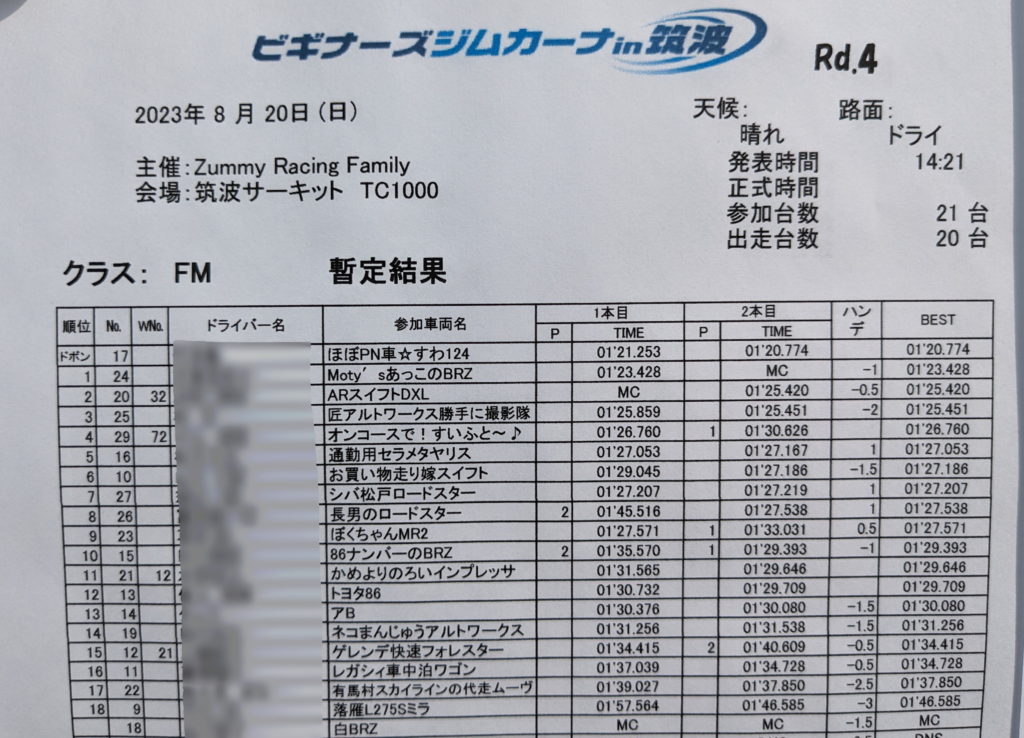 ビギナーズジムカーナin筑波 Rd.4
2023年 8 月 20日(日) 天候: 路面:
晴れ ドライ
主催:Zummy Racing Family 発表時間 14:21
会場:筑波サーキット TC1000 正式時間
参加台数 21 台
出走台数 20 台
クラス: FM 暫定結果
順位 No. WNo. ドライバー名 参加車両名 1本目 2本目 ハンデ BEST
P TIME P TIME
ドボン 17 ほぼPN車☆すわ124 01'21.253 01'20.774 01'20.774
1 24 Moty'sあっこのBRZ 01'23.428 MC -1 01'23.428
2 20 32 ARスイフトDXL MC 01'25.420 -0.5 01'25.420
3 25 匠アルトワークス勝手に撮影隊 01'25.859 01'25.451 -2 01'25.451
4 29 72 オンコースで!すいふと~♪ 01'26.760 1 01'30.626 01'26.760
5 16 通勤用セラメタヤリス 01'27.053 01'27.167 1 01'27.053
6 10 お買い物走り嫁スイフト 01'29.045 01'27.186 -1.5 01'27.186
7 27 シバ松戸ロードスター 01'27.207 01'27.219 1 01'27.207
8 26 長男のロードスター 2 01'45.516 01'27.538 1 01'27.538
9 23 ぼくちゃんMR2 01'27.571 1 01'33.031 0.5 01'27.571
10 15 86ナンバーのBRZ 2 01'35.570 1 01'29.393 -1 01'29.393
11 21 12 かめよりのろいインプレッサ 01'31.565 01'29.646 01'29.646
12 13 トヨタ86 01'30.732 01'29.709 01'29.709
13 14 アB 01'30.376 01'30.080 -1.5 01'30.080
14 19 ネコまんじゅうアルトワークス 01'31.256 01'31.538 -1.5 01'31.256
15 12 21 ゲレンデ快速フォレスター 01'34.415 2 01'40.609 -0.5 01'34.415
16 11 レガシィ車中泊ワゴン 01'37.039 01'34.728 -0.5 01'34.728
17 22 有馬村スカイラインの代走ムーヴ 01'39.027 01'37.850 -2.5 01'37.850
18 9 落雁L275Sミラ 01'57.564 01'46.585 -3 01'46.585
18 白BRZ MC MC -1.5 MC